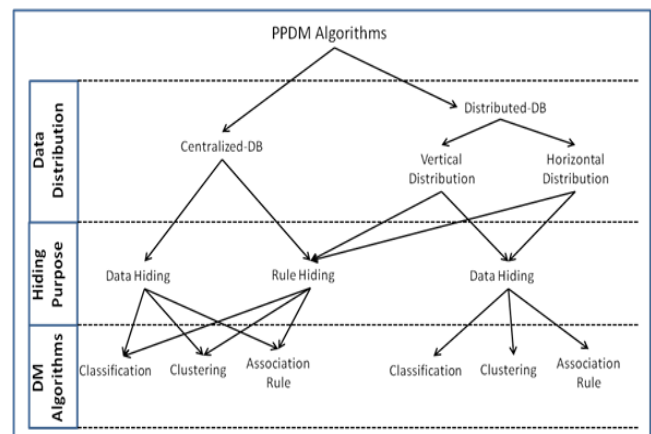 PPDM Algorithms
Data
Distribution
Distributed-DB
Centralized-DB
Vertical
Distribution
Horizontal
Distribution
Hiding
Purpose
Data Hiding
Rule Hiding
Data Hiding
DM
Algorithms
Classification
Clustering
Association
Rule
Classification
Clustering
Association
Rule